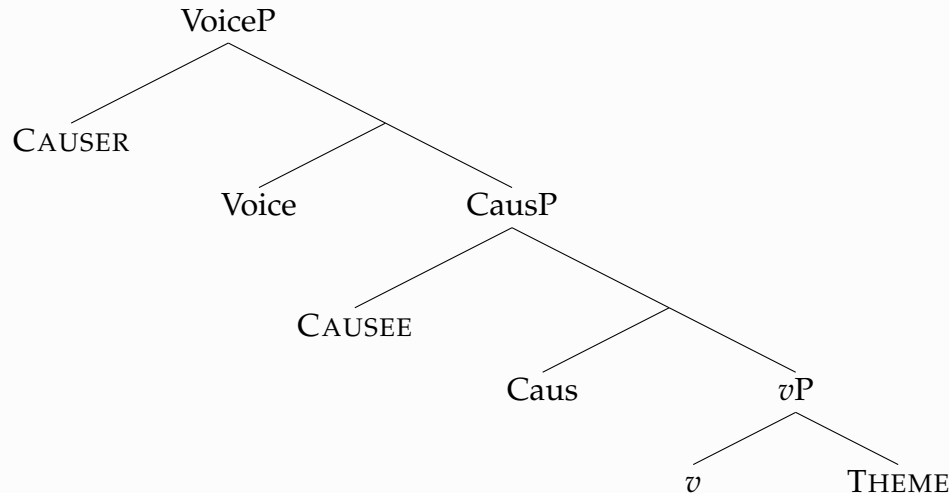 VoiceP
CAUSER
Voice CausP
CAUSEE
Caus vP
v THEME